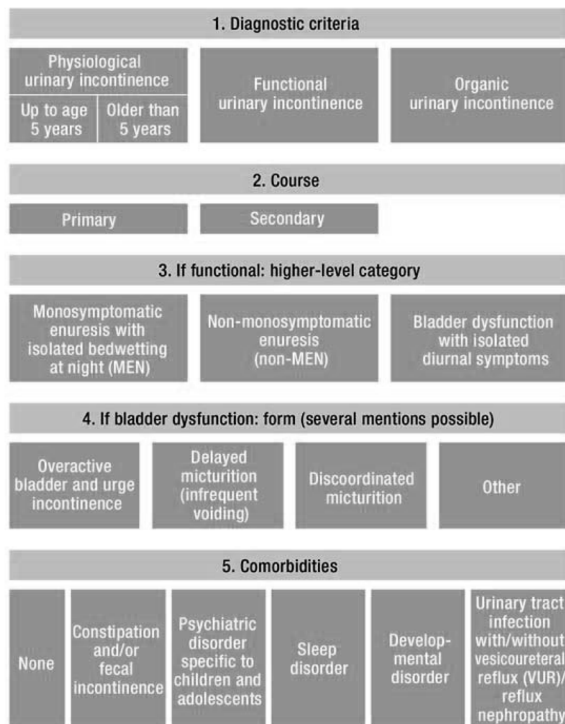 1. Diagnostic criteria
Physiological
urinary incontinence
Up to age
5 years
Older than
5 years
Functional
urinary incontinence
Organic
urinary incontinence
2. Course
Primary
Secondary
3. If functional: higher-level category
Monosymptomatic
enuresis with
isolated bedwetting
at night (MEN)
Non-monosymptomatic
enuresis
(non-MEN)
Bladder dysfunction
with isolated
diurnal symptoms
4. If bladder dysfunction: form (several mentions possible)
Overactive
bladder and urge
incontinence
Delayed
micturition
(infrequent
voiding)
Discoordinated
micturition
Other
5. Comorbidities
None
Constipation
and/or
fecal
incontinence
Psychiatric
disorder
specific to
children and
adolescents
Sleep
disorder
Develop-
mental
disorder
Urinary tract
infection
with/without
vesicoureteral
reflux (VUR)/
reflux
nephropathy